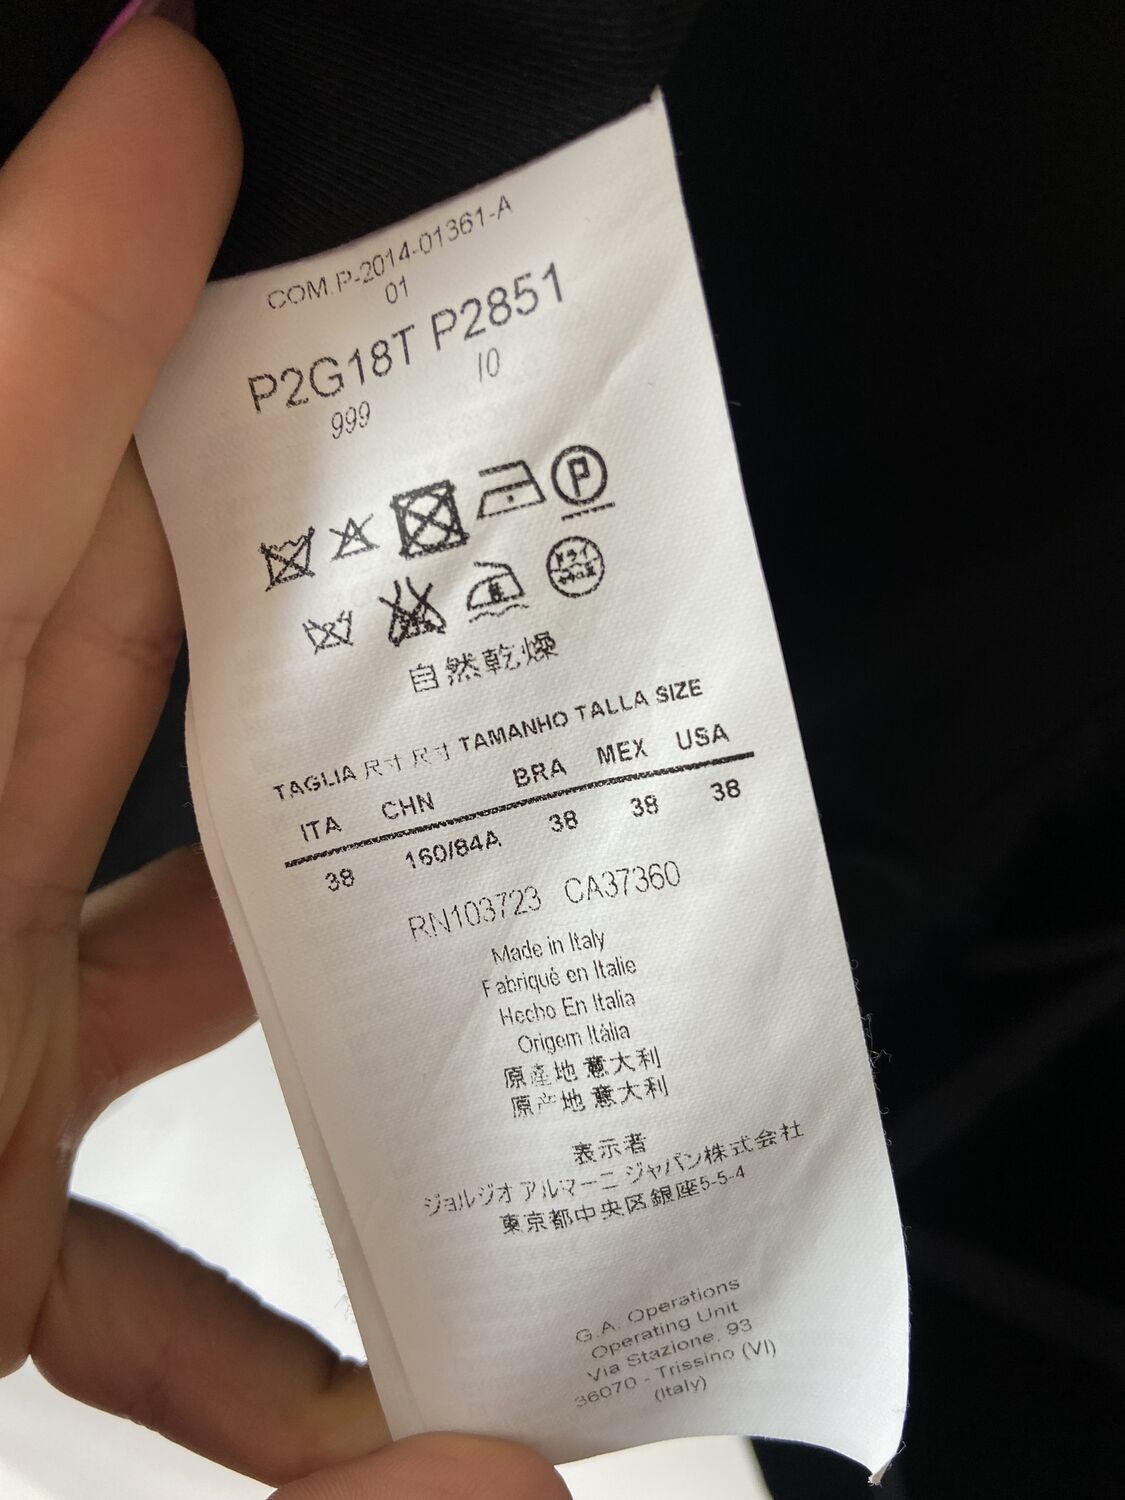 COM.P-2014-01361-A
01
P2G18T P2851
999 10
P
ドライ
自然乾燥
TAGLIA 尺寸 尺寸 TAMANHO TALLA SIZE
ITA CHN BRA MEX USA
38 160/84A 38 38 38
RN103723 CA37360
Made in Italy
Fabriqué en Italie
Hecho En Italia
Origem Itália
原產地 意大利
原产地 意大利
表示者
ジョルジオ アルマーニ ジャパン株式会社
東京都中央区銀座5-5-4
G.A. Operations
Operating Unit
Via Stazione, 93
36070 - Trissino (VI)
(Italy)